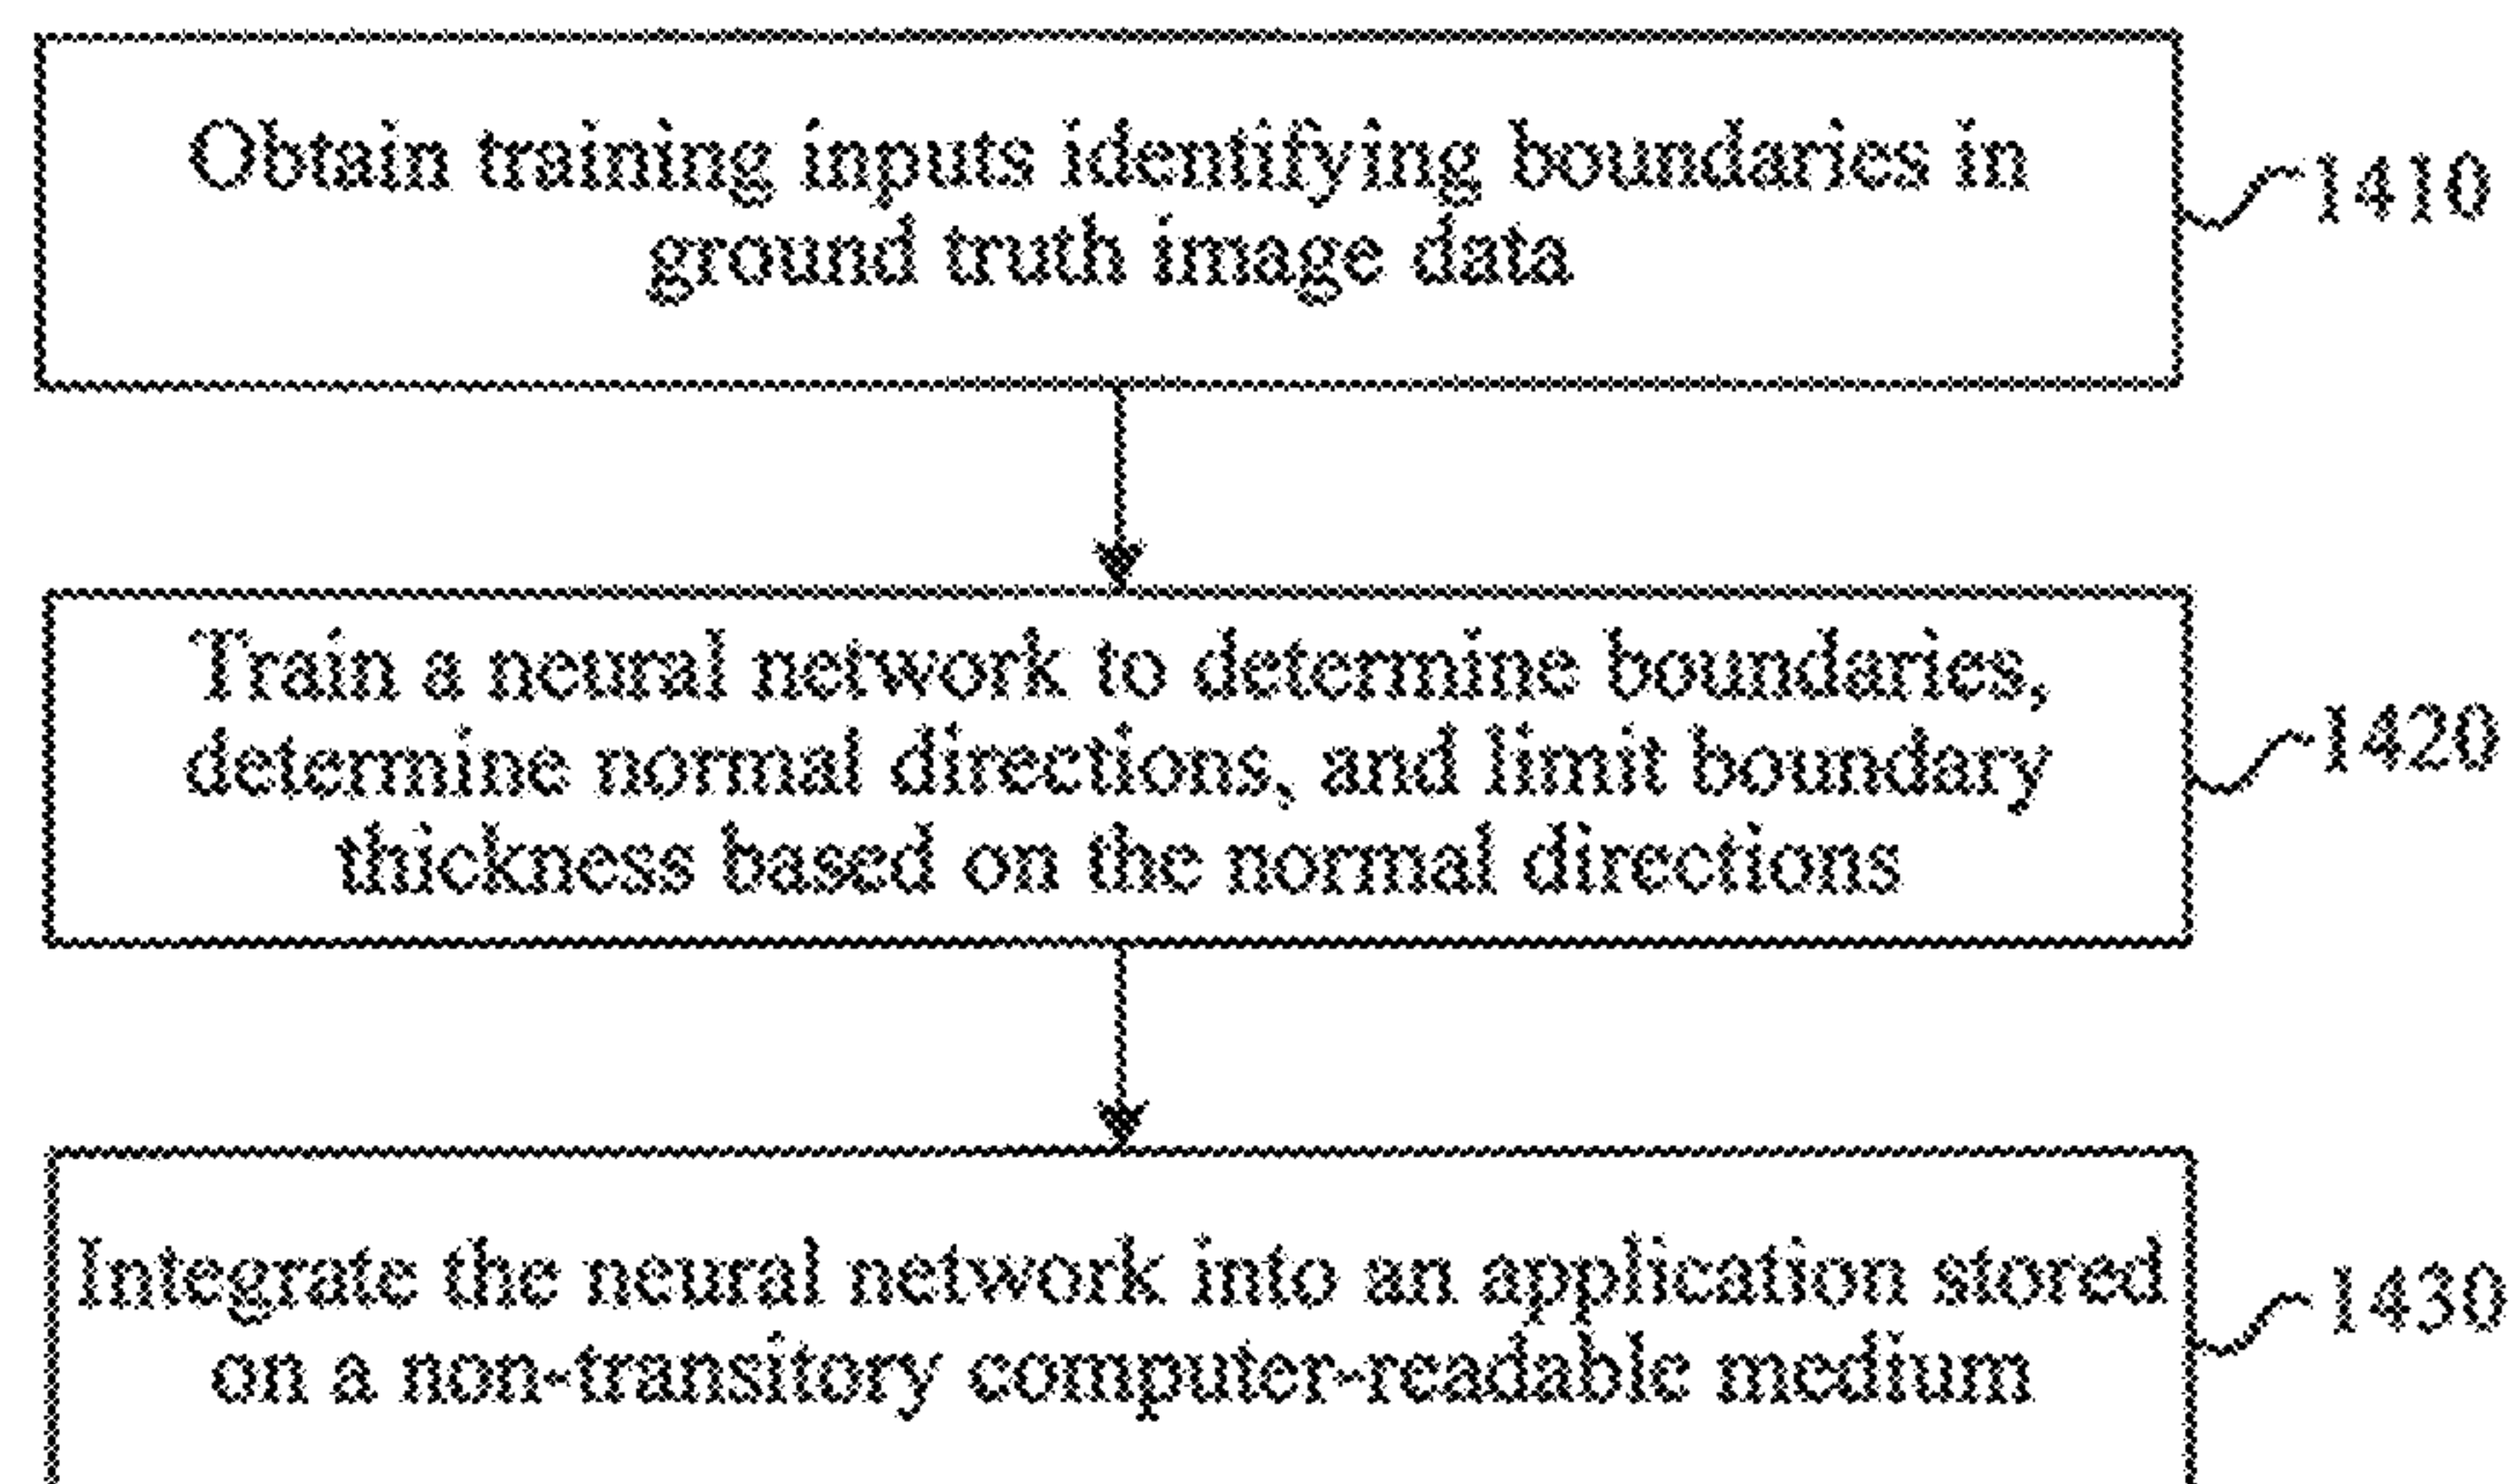 Obtain training inputs identifying boundaries in
ground truth image data
1410
Train a neural network to determine boundaries,
determine normal directions, and limit boundary
thickness based on the normal directions
1420
Integrate the neural network into an application stored
on a non-transitory computer-readable medium
1430